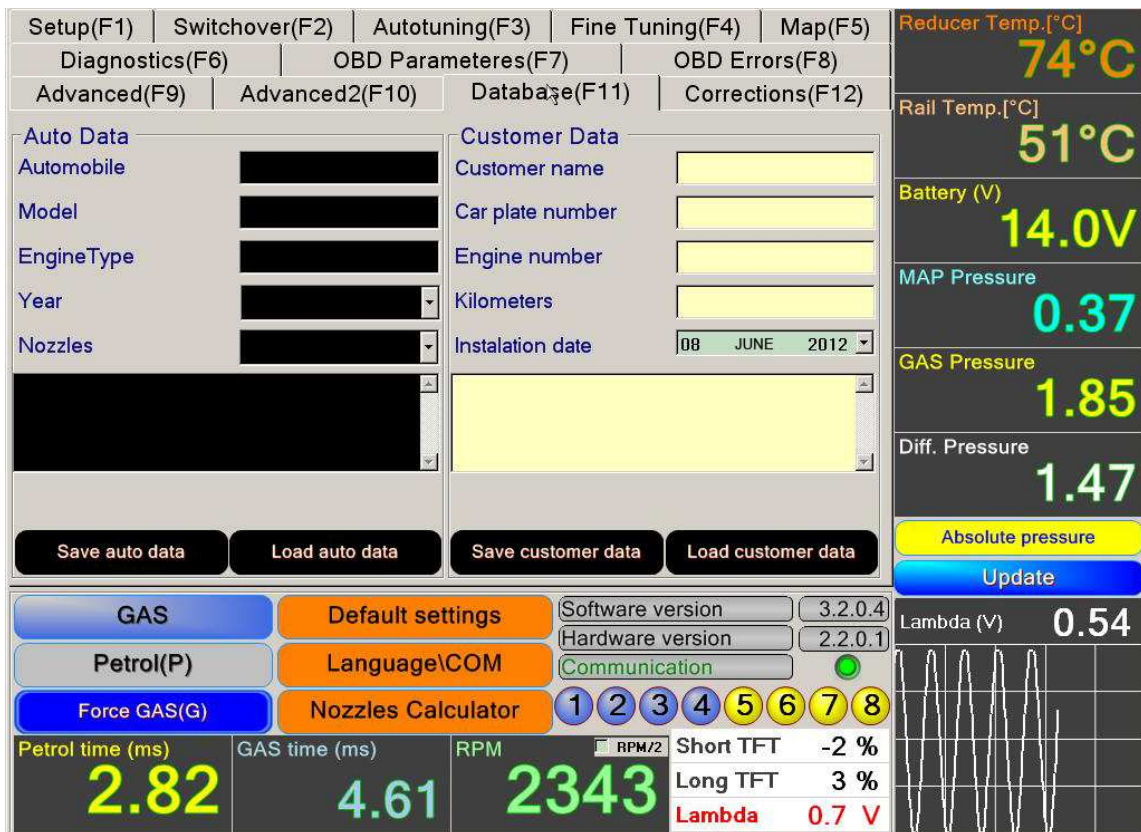 Setup(F1) Switchover(F2) Autotuning(F3) Fine Tuning(F4) Map(F5)
Diagnostics(F6) OBD Parameteres(F7) OBD Errors(F8)
Advanced(F9) Advanced2(F10) Database(F11) Corrections(F12)
Auto Data
Automobile
Model
EngineType
Year
Nozzles
Save auto data Load auto data
Customer Data
Customer name
Car plate number
Engine number
Kilometers
Instalation date 08 JUNE 2012
Save customer data Load customer data
Reducer Temp.[°C]
74°C
Rail Temp.[°C]
51°C
Battery (V)
14.0V
MAP Pressure
0.37
GAS Pressure
1.85
Diff. Pressure
1.47
Absolute pressure
Update
Lambda (V) 0.54
GAS
Petrol(P)
Force GAS(G)
Default settings
Language\COM
Nozzles Calculator
Software version 3.2.0.4
Hardware version 2.2.0.1
Communication
1 2 3 4 5 6 7 8
Petrol time (ms)
2.82
GAS time (ms)
4.61
RPM RPM/2
2343
Short TFT -2 %
Long TFT 3 %
Lambda 0.7 V